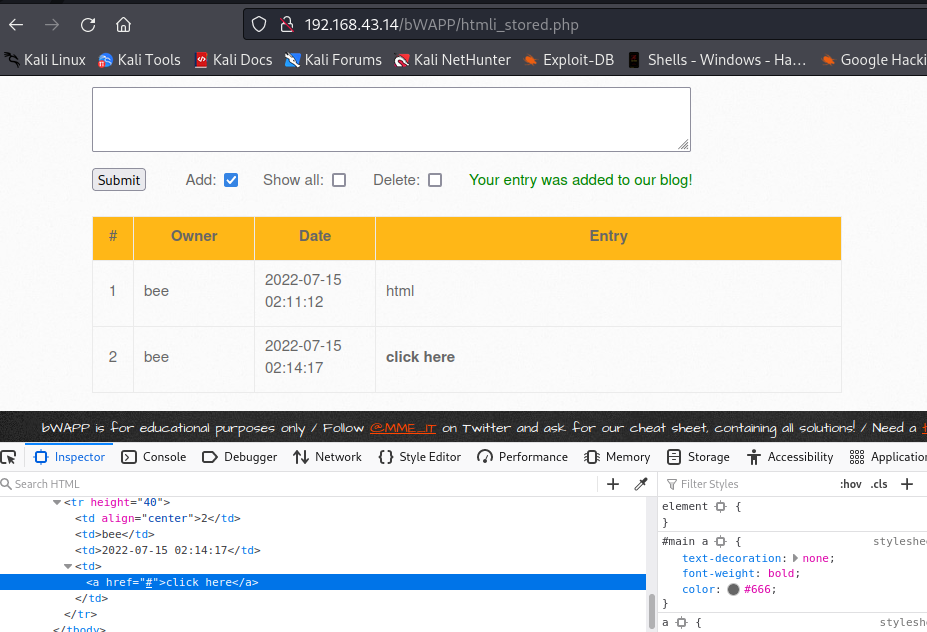 192.168.43.14/bWAPP/htmli_stored.php
Kali Linux Kali Tools Kali Docs Kali Forums Kali NetHunter Exploit-DB Shells - Windows - Ha… Google Hacki
Submit Add: Show all: Delete: Your entry was added to our blog!
# Owner Date Entry
1 bee 2022-07-15 02:11:12 html
2 bee 2022-07-15 02:14:17 click here
bWAPP is for educational purposes only / Follow @MME_IT on Twitter and ask for our cheat sheet, containing all solutions! / Need a
Inspector Console Debugger Network Style Editor Performance Memory Storage Accessibility Application
Search HTML
Filter Styles :hov .cls
<tr height="40">
<td align="center">2</td>
<td>bee</td>
<td>2022-07-15 02:14:17</td>
<td>
<a href="#">click here</a>
</td>
</tr>
</tbody>
element {
}
#main a { styleshe
text-decoration: none;
font-weight: bold;
color: #666;
}
a { stylesh